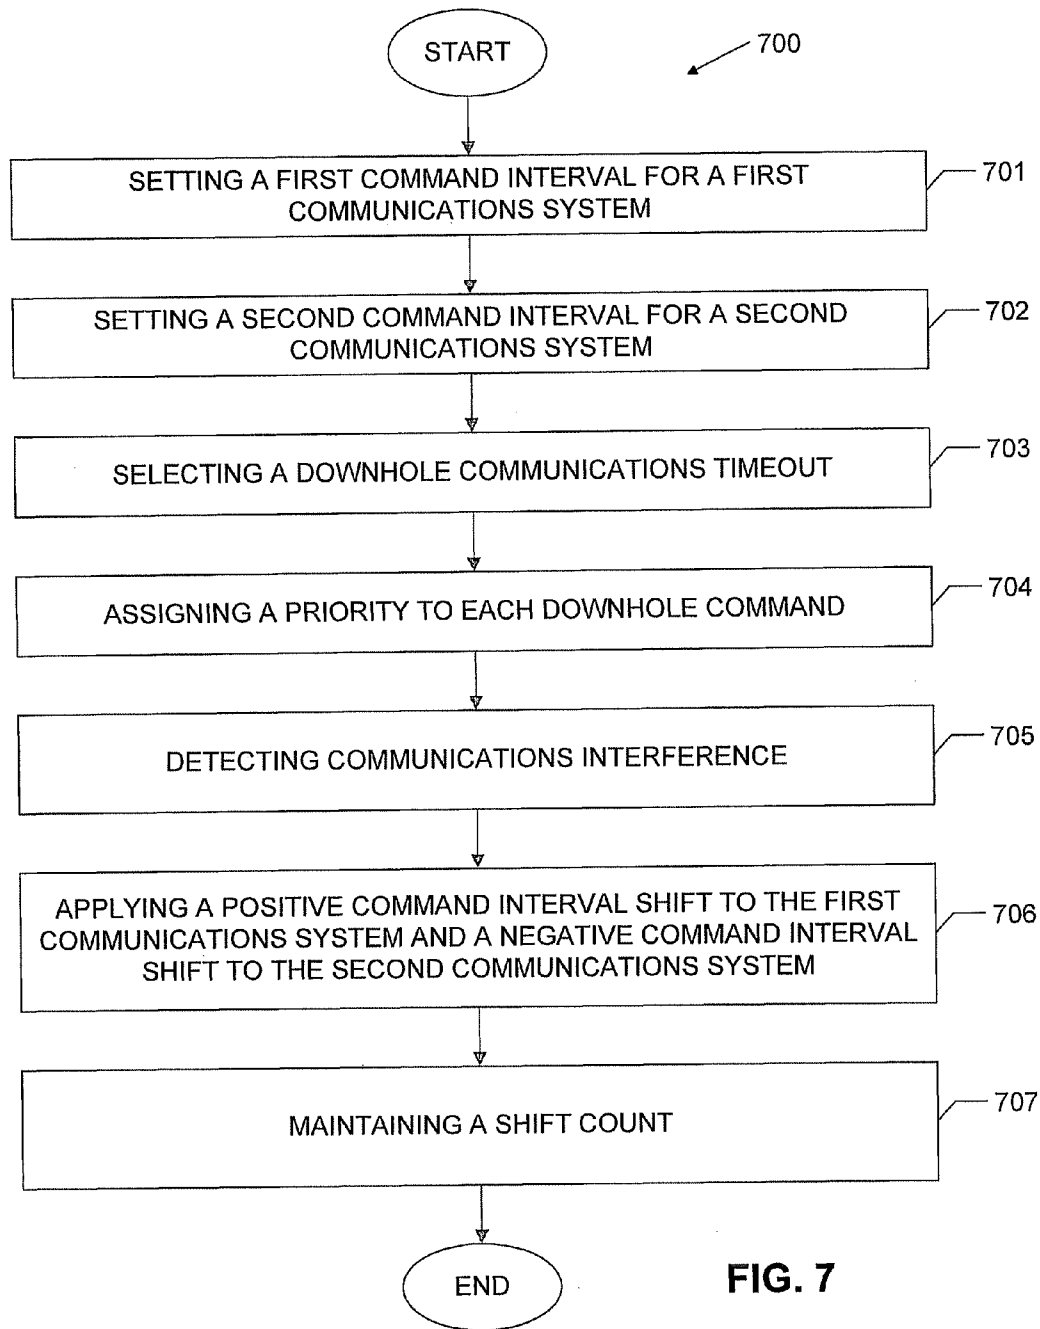 START
700
SETTING A FIRST COMMAND INTERVAL FOR A FIRST
COMMUNICATIONS SYSTEM
701
SETTING A SECOND COMMAND INTERVAL FOR A SECOND
COMMUNICATIONS SYSTEM
702
SELECTING A DOWNHOLE COMMUNICATIONS TIMEOUT
703
ASSIGNING A PRIORITY TO EACH DOWNHOLE COMMAND
704
DETECTING COMMUNICATIONS INTERFERENCE
705
APPLYING A POSITIVE COMMAND INTERVAL SHIFT TO THE FIRST
COMMUNICATIONS SYSTEM AND A NEGATIVE COMMAND INTERVAL
SHIFT TO THE SECOND COMMUNICATIONS SYSTEM
706
MAINTAINING A SHIFT COUNT
707
END
FIG. 7